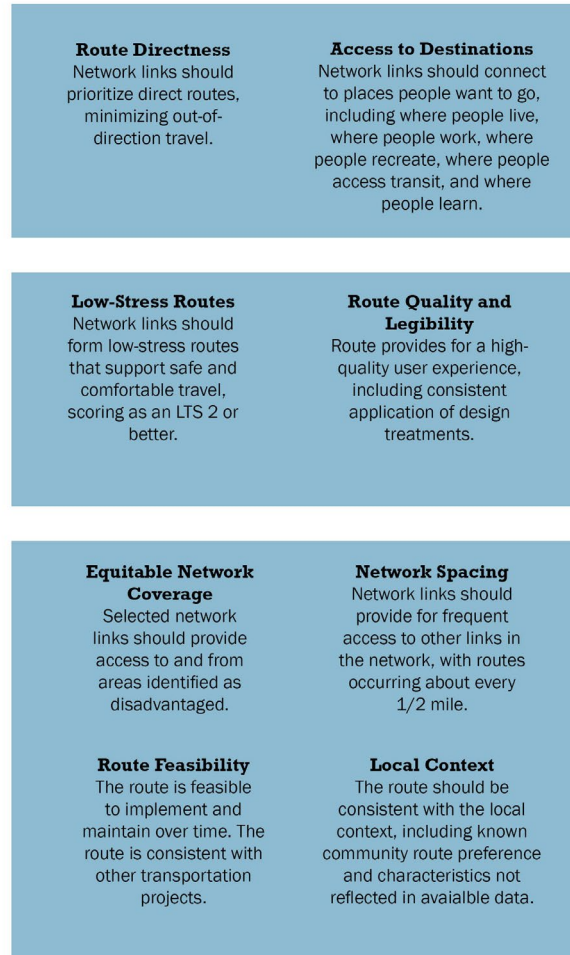 Route Directness
Network links should
prioritize direct routes,
minimizing out-of-
direction travel.
Access to Destinations
Network links should connect
to places people want to go,
including where people live,
where people work, where
people recreate, where people
access transit, and where
people learn.
Low-Stress Routes
Network links should
form low-stress routes
that support safe and
comfortable travel,
scoring as an LTS 2 or
better.
Route Quality and
Legibility
Route provides for a high-
quality user experience,
including consistent
application of design
treatments.
Equitable Network
Coverage
Selected network
links should provide
access to and from
areas identified as
disadvantaged.
Network Spacing
Network links should
provide for frequent
access to other links in
the network, with routes
occurring about every
1/2 mile.
Route Feasibility
The route is feasible
to implement and
maintain over time. The
route is consistent with
other transportation
projects.
Local Context
The route should be
consistent with the local
context, including known
community route preference
and characteristics not
reflected in avaialble data.